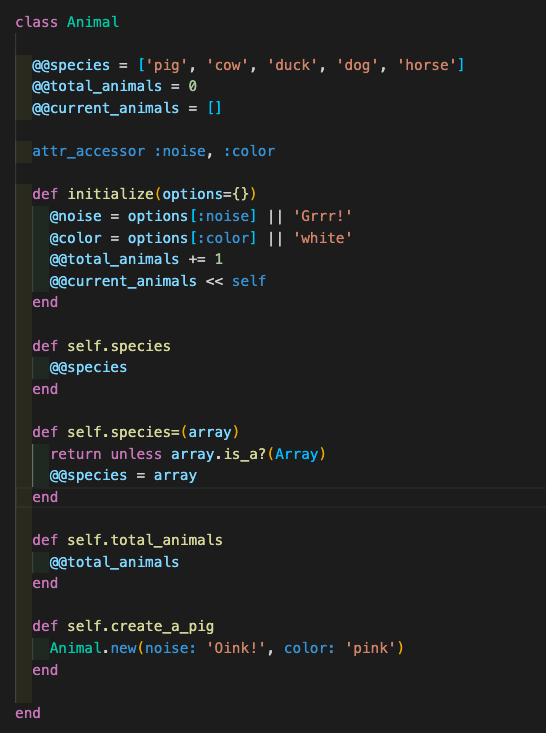 class Animal
@@species = ['pig', 'cow', 'duck', 'dog', 'horse']
@@total_animals = 0
@@current_animals = []
attr_accessor :noise, :color
def initialize(options={})
@noise = options[:noise] || 'Grrr!'
@color = options[:color] || 'white'
@@total_animals += 1
@@current_animals << self
end
def self.species
@@species
end
def self.species=(array)
return unless array.is_a?(Array)
@@species = array
end
def self.total_animals
@@total_animals
end
def self.create_a_pig
Animal.new(noise: 'Oink!', color: 'pink')
end
end